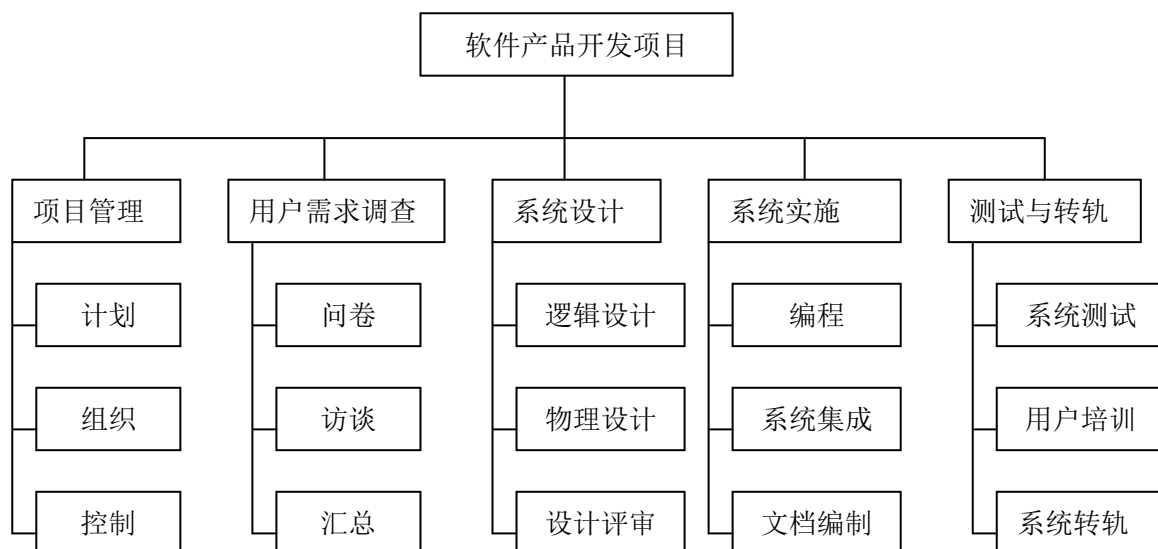 软件产品开发项目
项目管理
用户需求调查
系统设计
系统实施
测试与转轨
计划
问卷
逻辑设计
编程
系统测试
组织
访谈
物理设计
系统集成
用户培训
控制
汇总
设计评审
文档编制
系统转轨